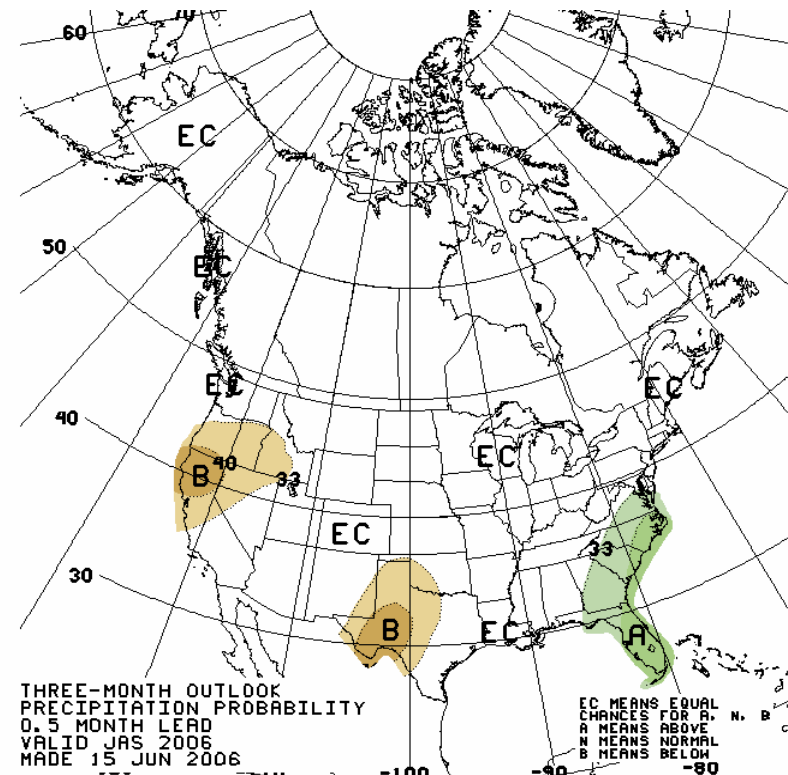 70
60
EC
50
EC
EC
EC
40
B 40
33
EC
EC
33
30
B
EC
A
THREE-MONTH OUTLOOK
PRECIPITATION PROBABILITY
0.5 MONTH LEAD
VALID JAS 2006
MADE 15 JUN 2006
EC MEANS EQUAL
CHANCES FOR A, N, B
A MEANS ABOVE
N MEANS NORMAL
B MEANS BELOW
-100
-90
-80